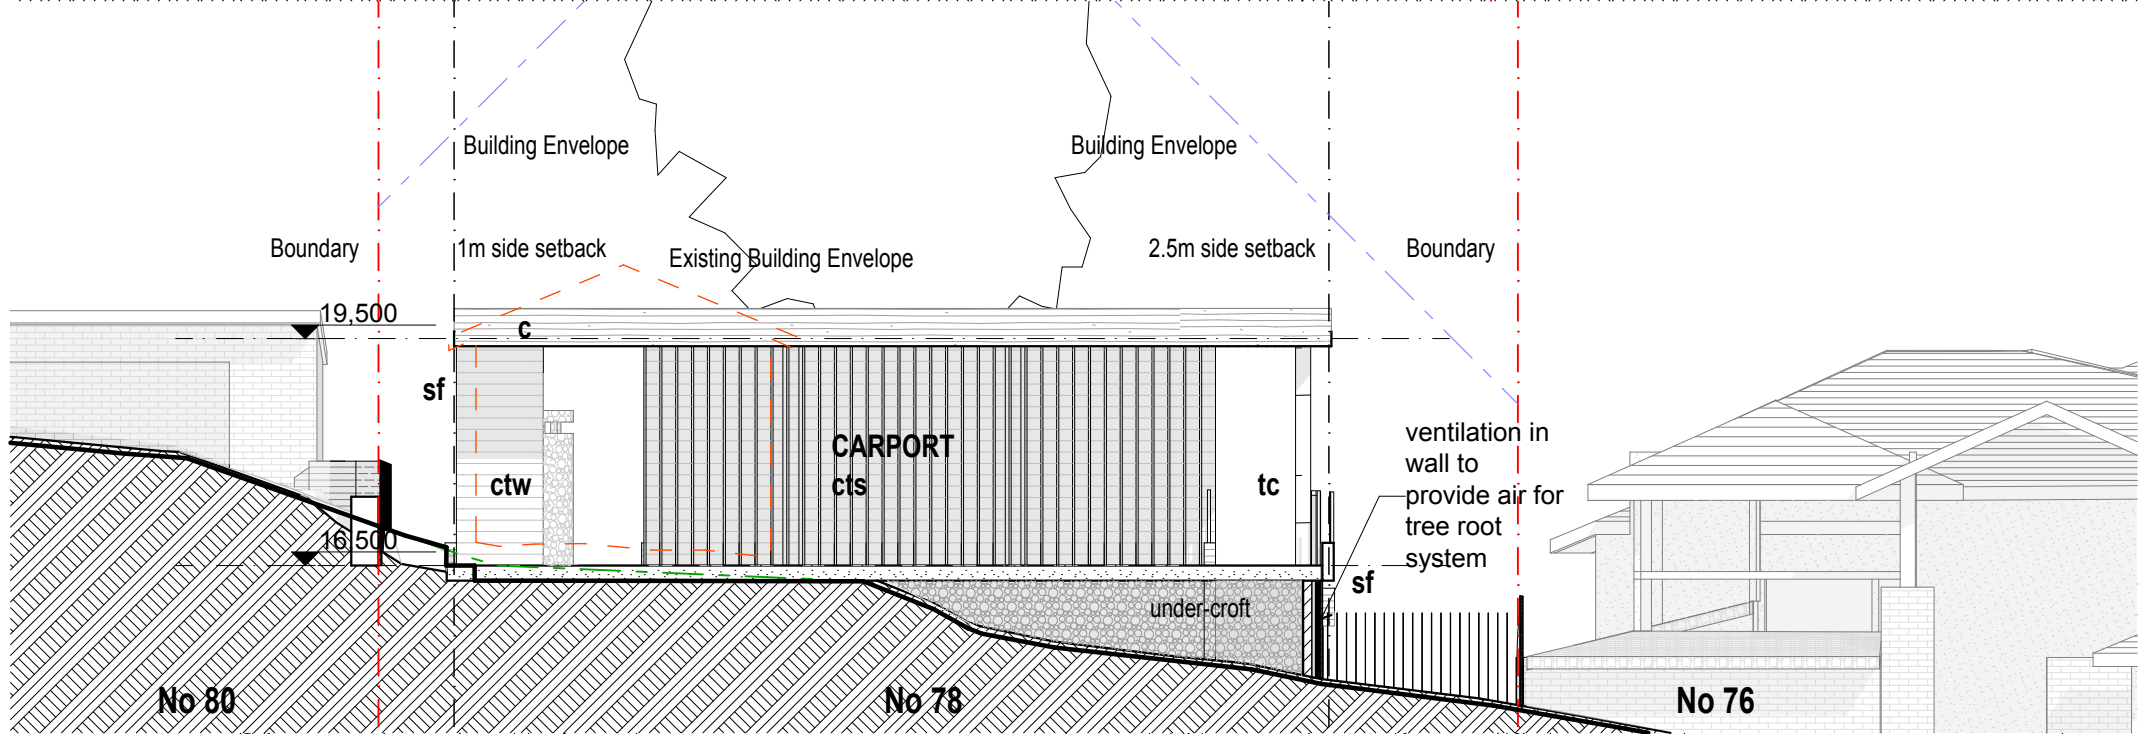 Building Envelope
Building Envelope
Boundary
1m side setback
Existing Building Envelope
2.5m side setback
Boundary
19,500
c
sf
CARPORT
cts
ctw
tc
ventilation in
wall to
provide air for
tree root
system
16,500
sf
under-croft
No 80
No 78
No 76